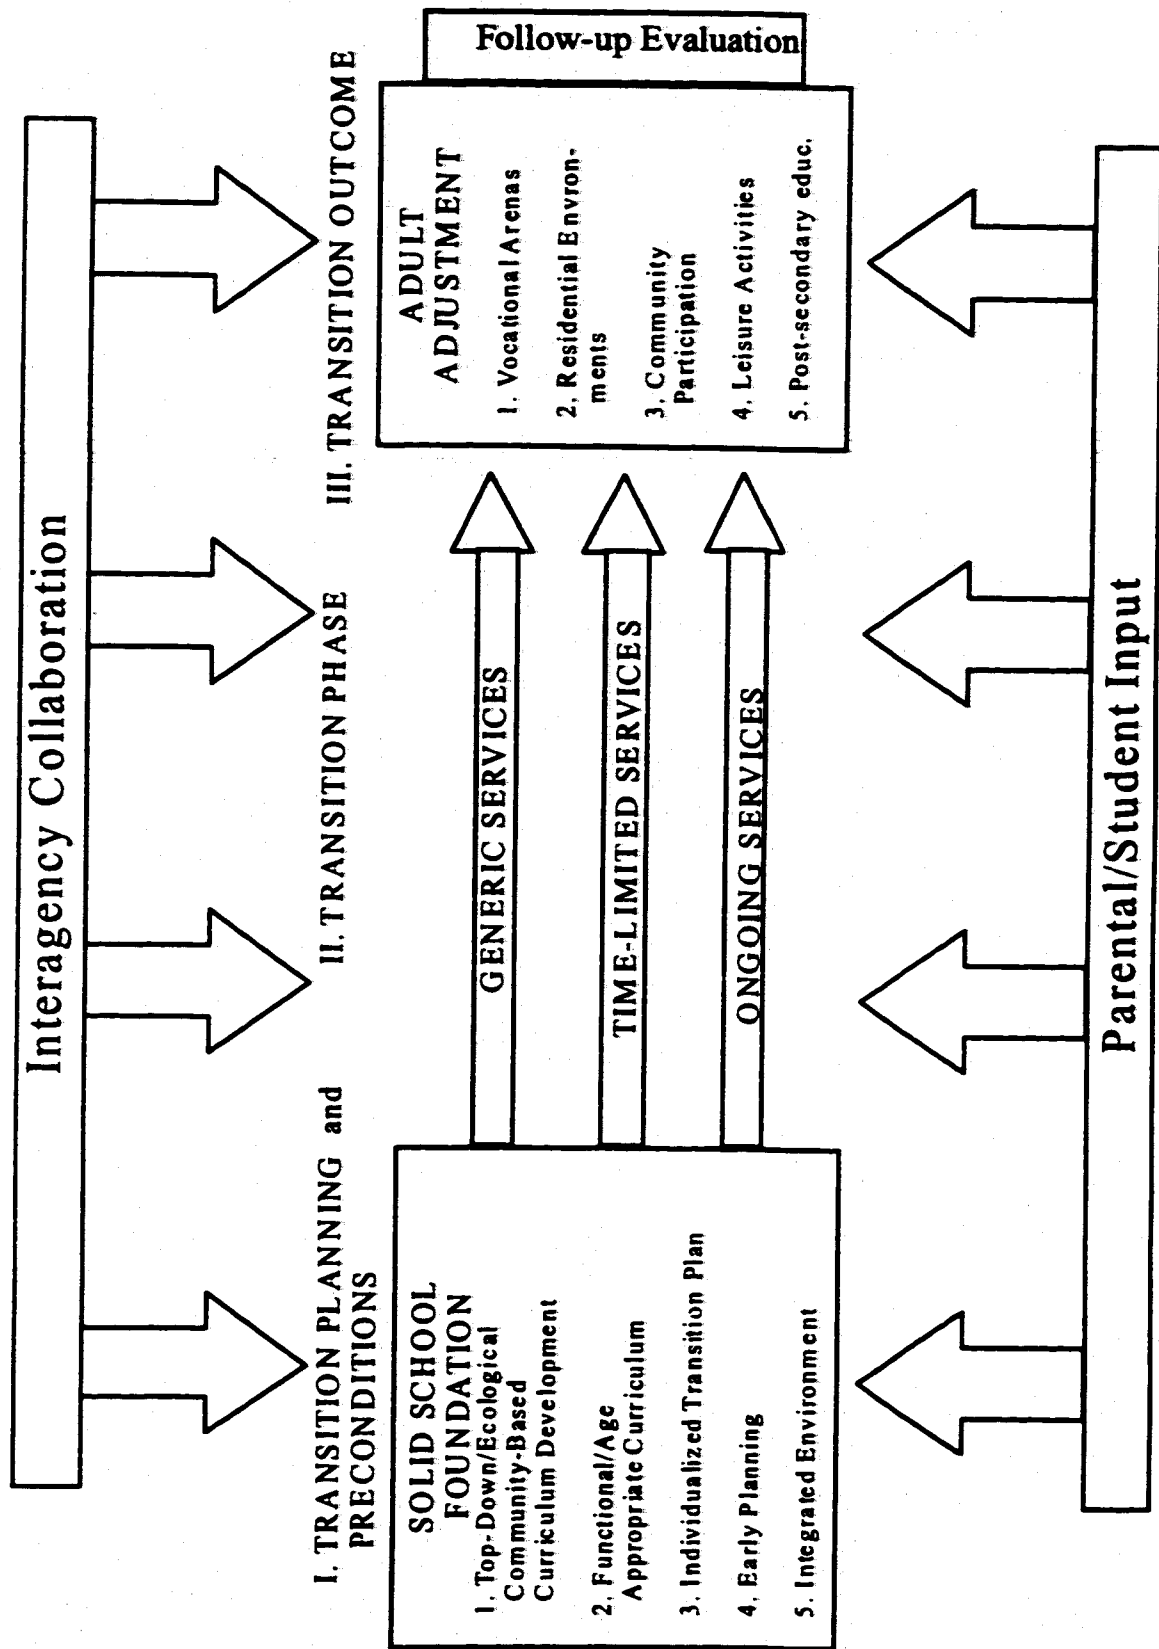 Interagency Collaboration
I. TRANSITION PLANNING and
PRECONDITIONS
II. TRANSITION PHASE
III. TRANSITION OUTCOME
SOLID SCHOOL
FOUNDATION
1. Top-Down/Ecological
Community-Based
Curriculum Development
2. Functional/Age
Appropriate Curriculum
3. Individualized Transition Plan
4. Early Planning
5. Integrated Environment
GENERIC SERVICES
TIME-LIMITED SERVICES
ONGOING SERVICES
ADULT
ADJUSTMENT
1. Vocational Arenas
2. Residential Envron-
ments
3. Community
Participation
4. Leisure Activities
5. Post-secondary educ.
Follow-up Evaluation
Parental/Student Input